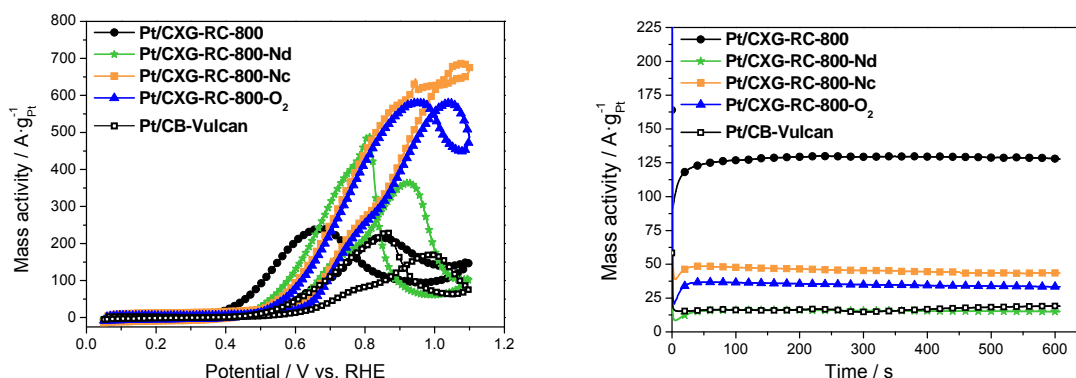 800
700
600
500
400
300
200
100
0
Mass activity / A·g⁻¹Pt
Pt/CXG-RC-800
Pt/CXG-RC-800-Nd
Pt/CXG-RC-800-Nc
Pt/CXG-RC-800-O₂
Pt/CB-Vulcan
0.0 0.2 0.4 0.6 0.8 1.0 1.2
Potential / V vs. RHE
225
200
175
150
125
100
75
50
25
0
Mass activity / A·g⁻¹Pt
Pt/CXG-RC-800
Pt/CXG-RC-800-Nd
Pt/CXG-RC-800-Nc
Pt/CXG-RC-800-O₂
Pt/CB-Vulcan
0 100 200 300 400 500 600
Time / s